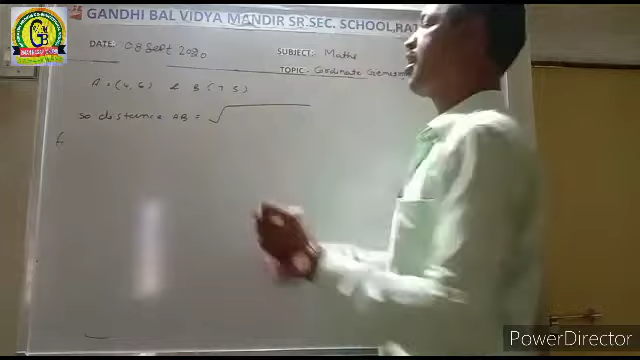 GANDHI BAL VIDYA MANDIR SR.SEC. SCHOOL,RAT
DATE: 08 Sept 2020
SUBJECT: Maths
TOPIC- Coordinate Geomet
A = (4, 6) & B (7, 5)
so distance AB = √
PowerDirector